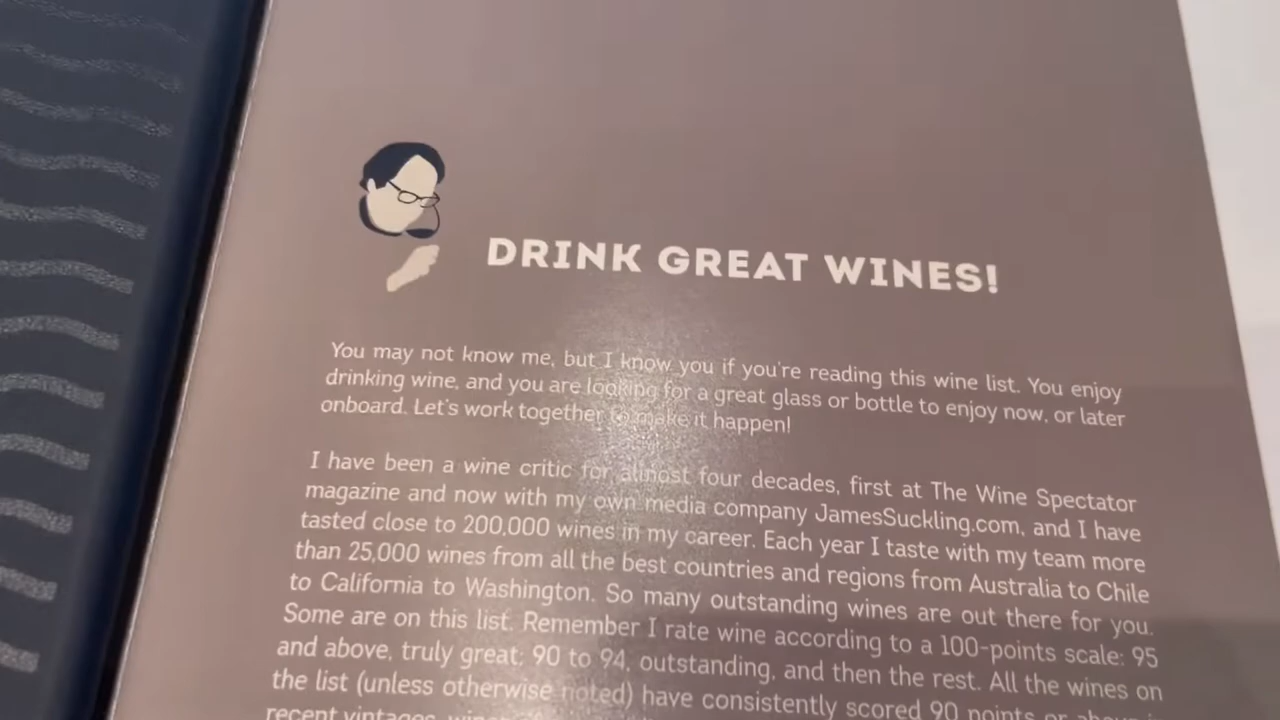 DRINK GREAT WINES!
You may not know me, but I know you if you're reading this wine list. You enjoy
drinking wine, and you are looking for a great glass or bottle to enjoy now, or later
onboard. Let's work together to make it happen!
I have been a wine critic for almost four decades, first at The Wine Spectator
magazine and now with my own media company JamesSuckling.com, and I have
tasted close to 200,000 wines in my career. Each year I taste with my team more
than 25,000 wines from all the best countries and regions from Australia to Chile
to California to Washington. So many outstanding wines are out there for you.
Some are on this list. Remember I rate wine according to a 100-points scale: 95
and above, truly great; 90 to 94, outstanding, and then the rest. All the wines on
the list (unless otherwise noted) have consistently scored 90 points or
recent vintages,